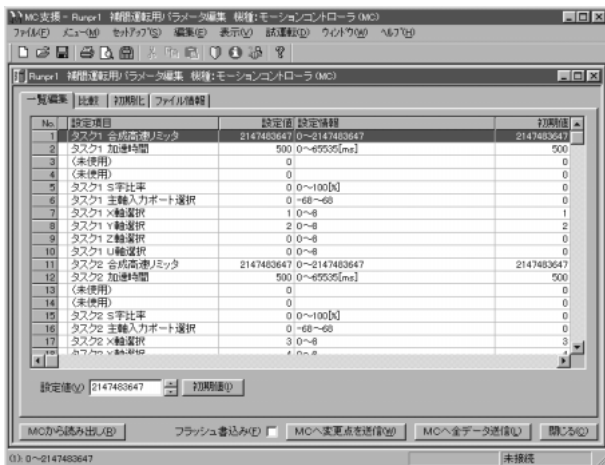 MC支援 - Runpr1 補間運転用パラメータ編集 機種:モーションコントローラ(MC)
ファイル(F) メニュー(M) セットアップ(S) 編集(E) 表示(V) 試運転(D) ウィンドウ(W) ヘルプ(H)
Runpr1 補間運転用パラメータ編集 機種:モーションコントローラ(MC)
一覧編集 比較 初期化 ファイル情報
No. 設定項目 設定値 設定情報 初期値
1 タスク1 合成高速リミッタ 2147483647 0～2147483647 2147483647
2 タスク1 加速時間 500 0～65535[ms] 500
3 (未使用) 0 0
4 (未使用) 0 0
5 タスク1 S字比率 0 0～100[%] 0
6 タスク1 主軸入力ポート選択 0 -68～68 0
7 タスク1 X軸選択 1 0～8 1
8 タスク1 Y軸選択 2 0～8 2
9 タスク1 Z軸選択 0 0～8 0
10 タスク1 U軸選択 0 0～8 0
11 タスク2 合成高速リミッタ 2147483647 0～2147483647 2147483647
12 タスク2 加速時間 500 0～65535[ms] 500
13 (未使用) 0 0
14 (未使用) 0 0
15 タスク2 S字比率 0 0～100[%] 0
16 タスク2 主軸入力ポート選択 0 -68～68 0
17 タスク2 X軸選択 3 0～8 3
18 タスク2 Y軸選択 4 0～8 4
設定値(V) 2147483647 初期値(I)
MCから読み出し(R) フラッシュ書込み(F) MCへ変更点を送信(W) MCへ全データ送信(L) 閉じる(C)
(1): 0～2147483647 未接続